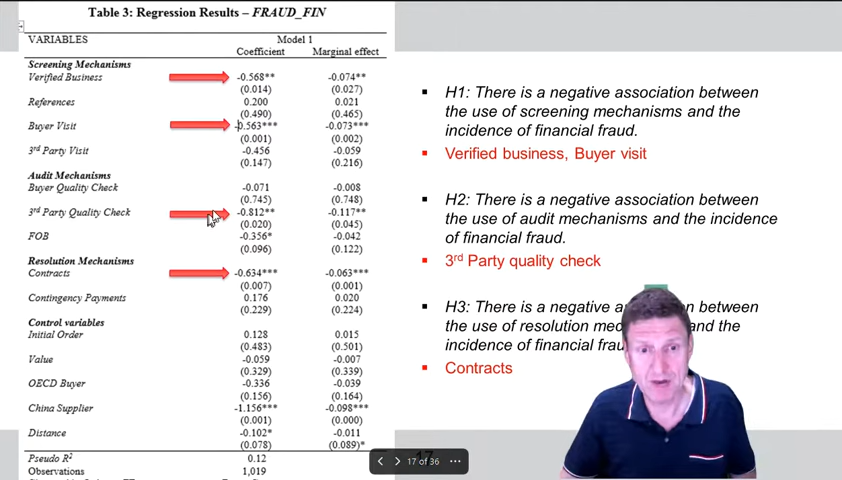 Table 3: Regression Results – FRAUD_FIN
VARIABLES Model 1
Coefficient Marginal effect
Screening Mechanisms
Verified Business -0.568** -0.074**
(0.014) (0.027)
References 0.200 0.021
(0.490) (0.465)
Buyer Visit -0.563*** -0.073***
(0.001) (0.002)
3rd Party Visit -0.456 -0.059
(0.147) (0.216)
Audit Mechanisms
Buyer Quality Check -0.071 -0.008
(0.745) (0.748)
3rd Party Quality Check -0.812** -0.117**
(0.020) (0.045)
FOB -0.356* -0.042
(0.096) (0.122)
Resolution Mechanisms
Contracts -0.634*** -0.063***
(0.007) (0.001)
Contingency Payments 0.176 0.020
(0.229) (0.224)
Control variables
Initial Order 0.128 0.015
(0.483) (0.501)
Value -0.059 -0.007
(0.329) (0.339)
OECD Buyer -0.336 -0.039
(0.156) (0.164)
China Supplier -1.156*** -0.098***
(0.001) (0.000)
Distance -0.102* -0.011
(0.078) (0.089)*
Pseudo R2 0.12
Observations 1,019
▪ H1: There is a negative association between
the use of screening mechanisms and the
incidence of financial fraud.
▪ Verified business, Buyer visit
▪ H2: There is a negative association between
the use of audit mechanisms and the incidence
of financial fraud.
▪ 3rd Party quality check
▪ H3: There is a negative between
the use of resolution and the
incidence of financial
▪ Contracts
17 of 36